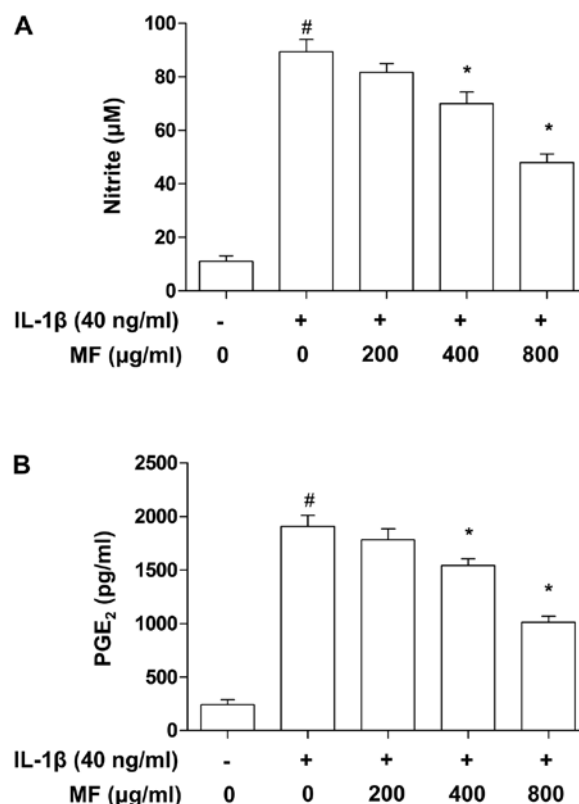 A
Nitrite (µM)
100
80
60
40
20
0
#
*
*
IL-1β (40 ng/ml) - + + + +
MF (µg/ml) 0 0 200 400 800
B
PGE₂ (pg/ml)
2500
2000
1500
1000
500
0
#
*
*
IL-1β (40 ng/ml) - + + + +
MF (µg/ml) 0 0 200 400 800